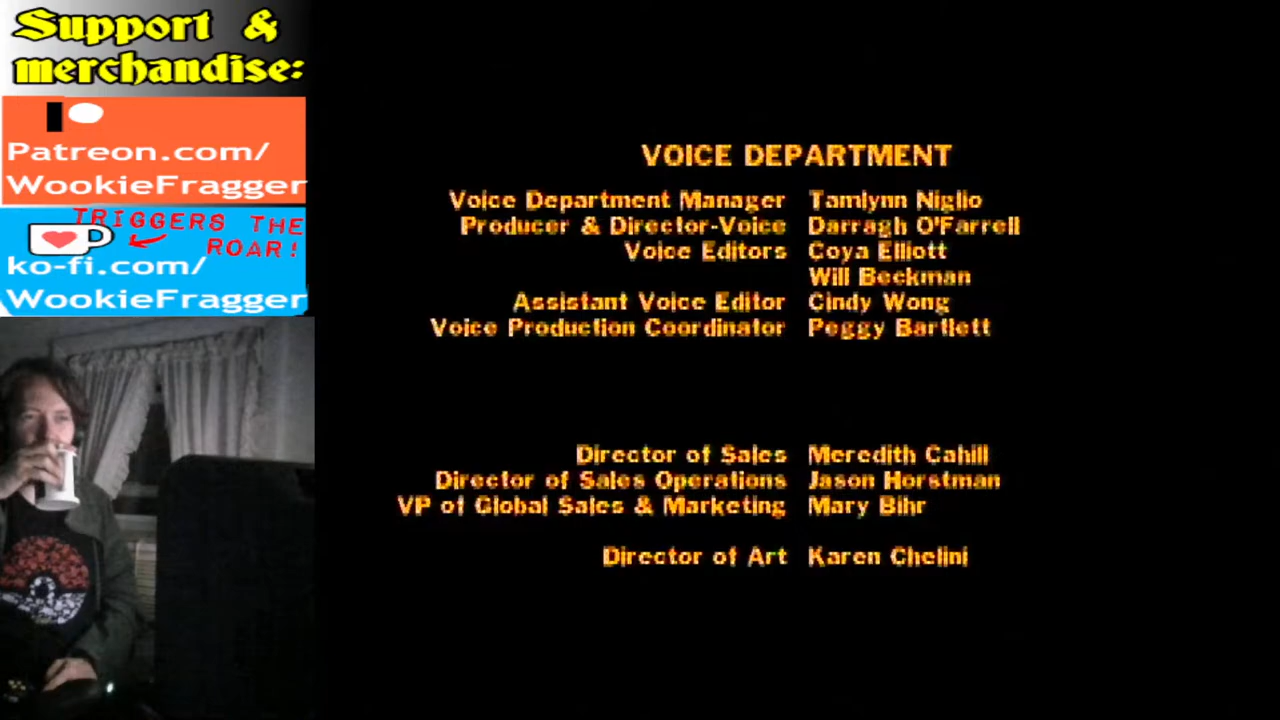 Support &
merchandise:
Patreon.com/
WookieFragger
TRIGGERS THE
ROAR!
ko-fi.com/
WookieFragger
VOICE DEPARTMENT
Voice Department Manager Tamlynn Niglio
Producer & Director-Voice Darragh O'Farrell
Voice Editors Coya Elliott
Will Beckman
Assistant Voice Editor Cindy Wong
Voice Production Coordinator Peggy Bartlett
Director of Sales Meredith Cahill
Director of Sales Operations Jason Horstman
VP of Global Sales & Marketing Mary Bihr
Director of Art Karen Chelini